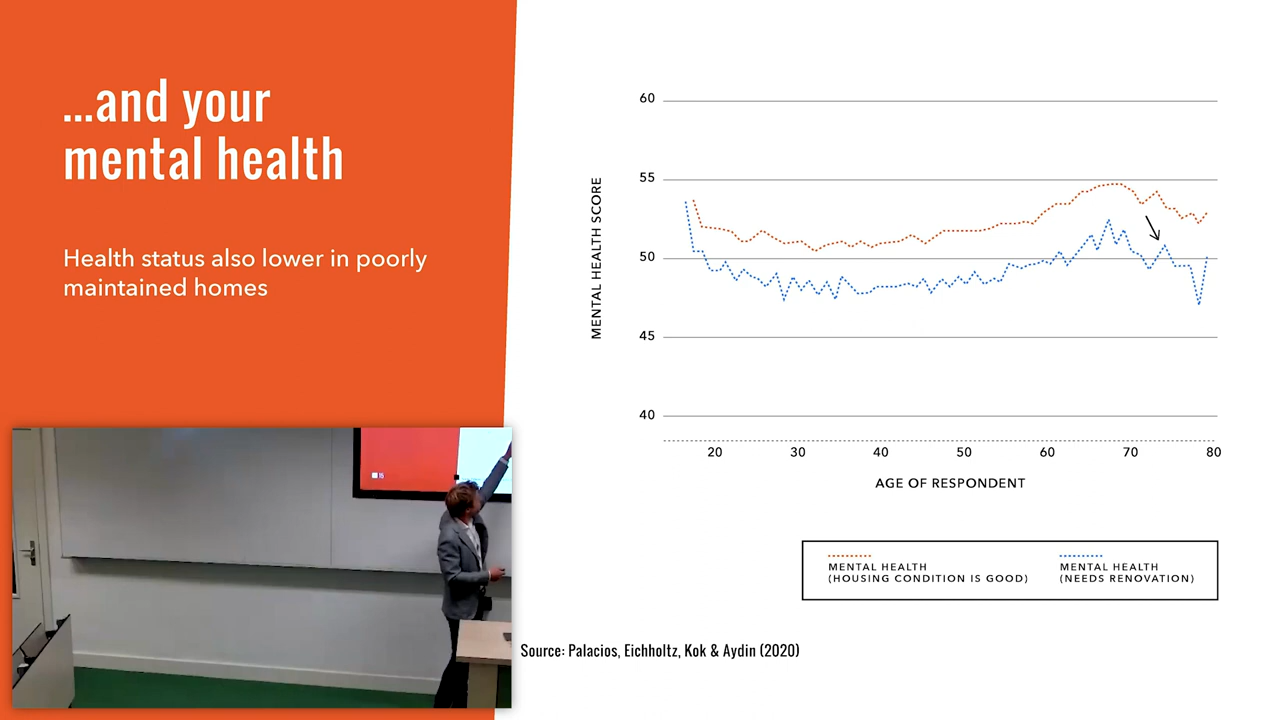 ...and your
mental health
Health status also lower in poorly
maintained homes
MENTAL HEALTH SCORE
60
55
50
45
40
20 30 40 50 60 70 80
AGE OF RESPONDENT
MENTAL HEALTH
(HOUSING CONDITION IS GOOD)
MENTAL HEALTH
(NEEDS RENOVATION)
Source: Palacios, Eichholtz, Kok & Aydin (2020)